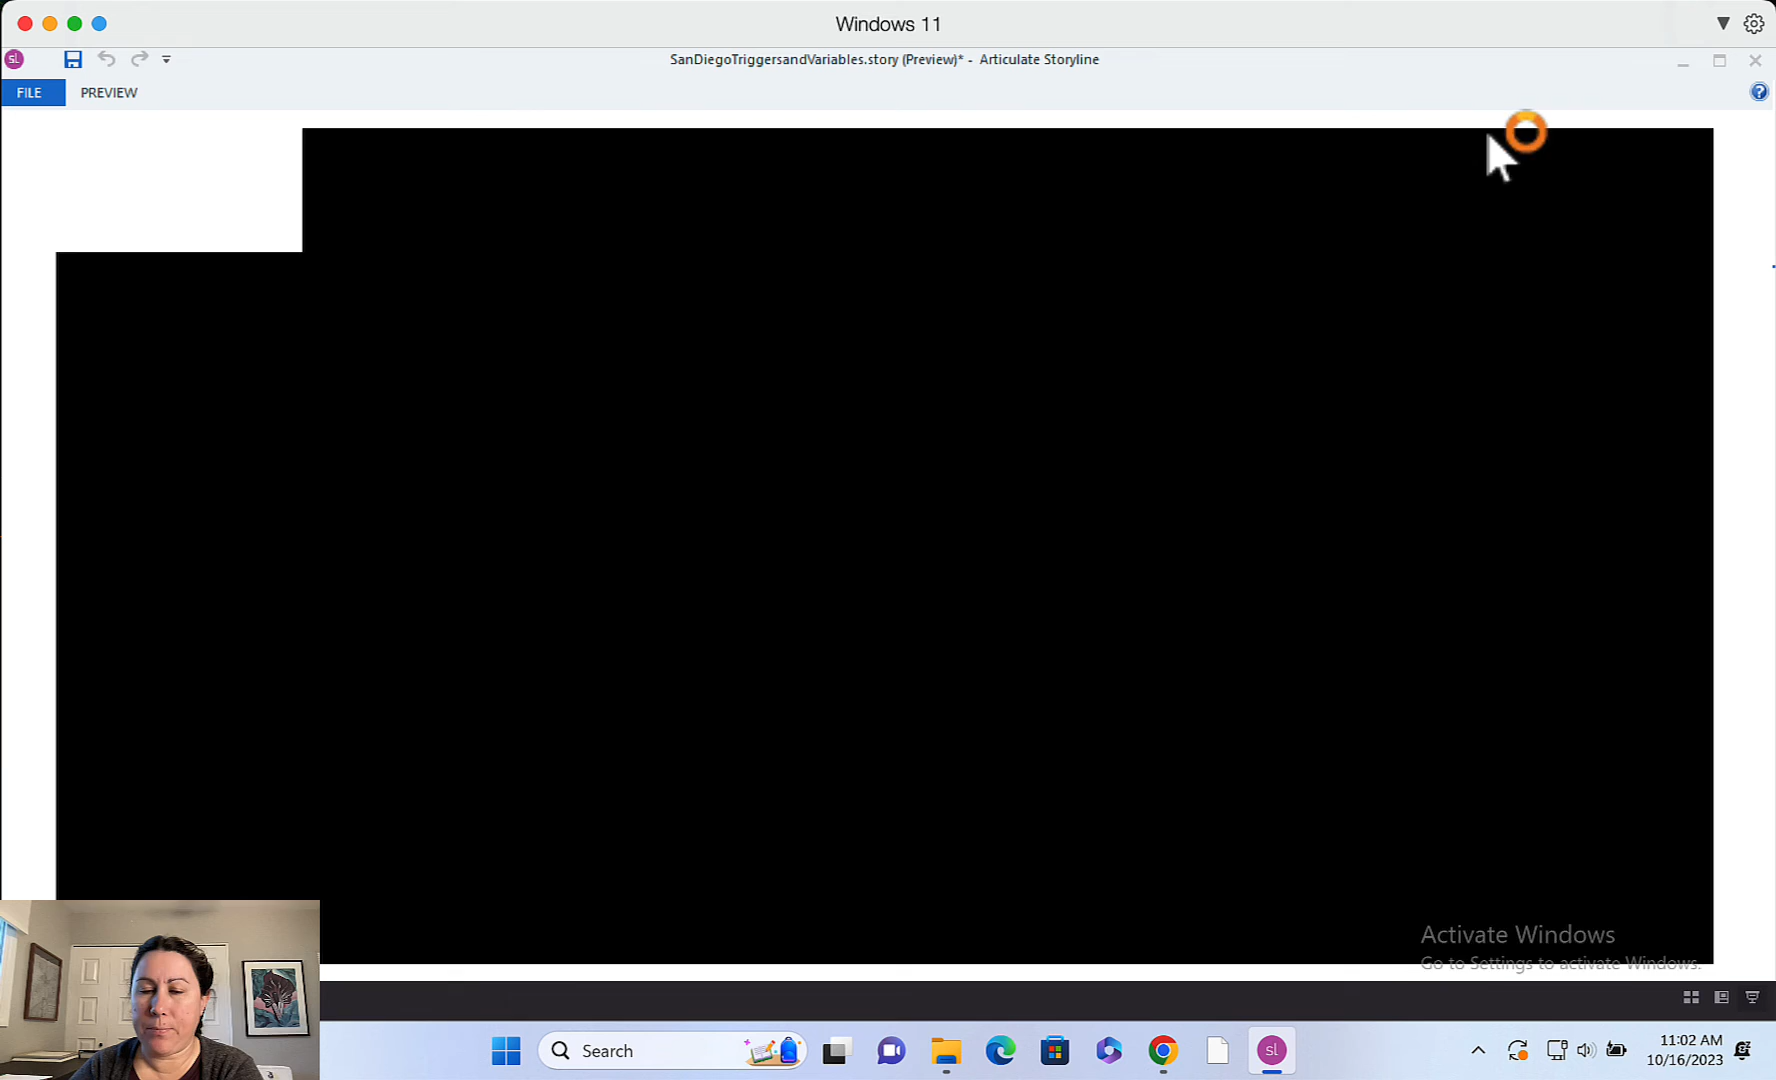 Windows 11
sl
SanDiegoTriggersandVariables.story (Preview)* - Articulate Storyline
FILE
PREVIEW
?
Activate Windows
Go to Settings to activate Windows.
Search
sl
11:02 AM
10/16/2023